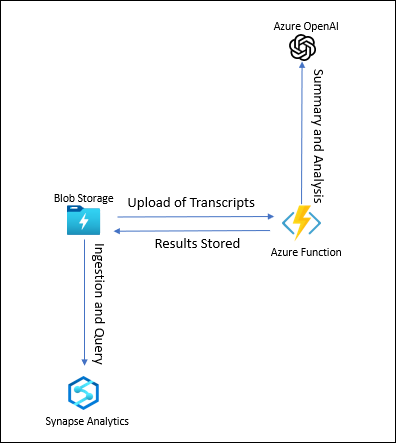 Azure OpenAI
Summary and Analysis
Blob Storage
Upload of Transcripts
Results Stored
Azure Function
Ingestion and Query
Synapse Analytics